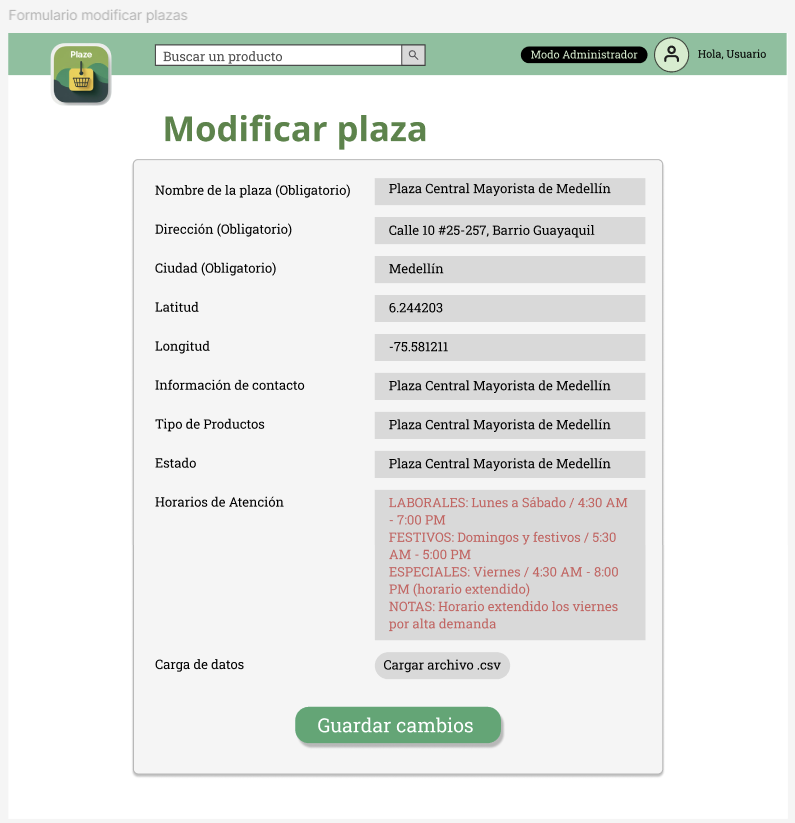 Formulario modificar plazas
Plaze
Buscar un producto
Modo Administrador
Hola, Usuario
Modificar plaza
Nombre de la plaza (Obligatorio)
Plaza Central Mayorista de Medellín
Dirección (Obligatorio)
Calle 10 #25-257, Barrio Guayaquil
Ciudad (Obligatorio)
Medellín
Latitud
6.244203
Longitud
-75.581211
Información de contacto
Plaza Central Mayorista de Medellín
Tipo de Productos
Plaza Central Mayorista de Medellín
Estado
Plaza Central Mayorista de Medellín
Horarios de Atención
LABORALES: Lunes a Sábado / 4:30 AM
- 7:00 PM
FESTIVOS: Domingos y festivos / 5:30
AM - 5:00 PM
ESPECIALES: Viernes / 4:30 AM - 8:00
PM (horario extendido)
NOTAS: Horario extendido los viernes
por alta demanda
Carga de datos
Cargar archivo .csv
Guardar cambios